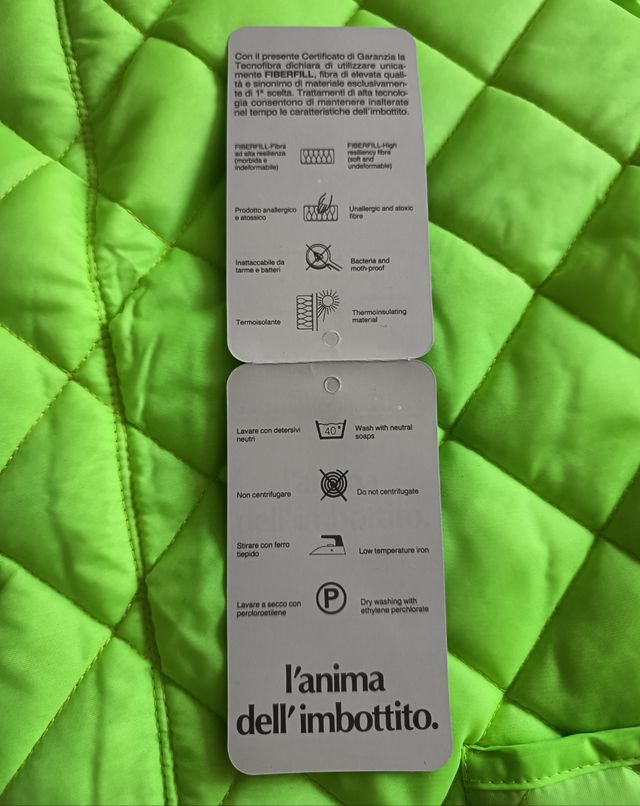 Con il presente Certificato di Garanzia la
Tecnofibra dichiara di utilizzare unica-
mente FIBERFILL, fibra di elevata quali-
tà e sinonimo di materiale esclusivamen-
te di 1ª scelta. Trattamenti di alta tecnolo-
gia consentono di mantenere inalterate
nel tempo le caratteristiche dell'imbottito.
FIBERFILL-Fibra
ad alta resilienza
(morbida e
indeformabile)
FIBERFILL-High
resiliency fibre
(soft and
undeformable)
Prodotto anallergico
e atossico
Unallergic and atoxic
fibre
Inattaccabile da
tarme e batteri
Bacteria and
moth-proof
Termoisolante
Thermoinsulating
material
Lavare con detersivi
neutri
40°
Wash with neutral
soaps
Non centrifugare
Do not centrifugate
Stirare con ferro
tiepido
Low temperature iron
Lavare a secco con
percloroetilene
P
Dry washing with
ethylene perchlorate
l'anima
dell'imbottito.